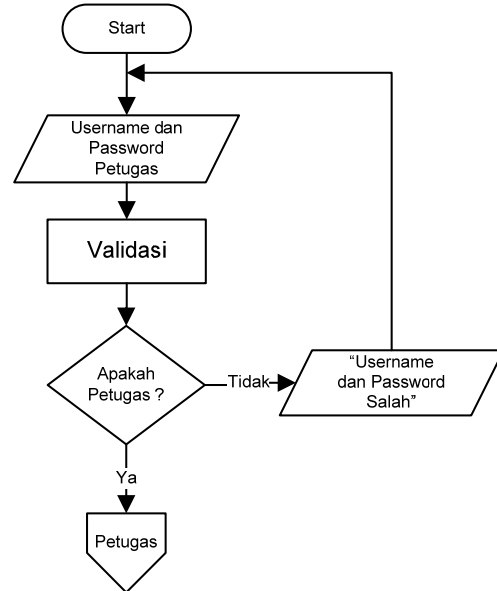 Start
Username dan
Password
Petugas
Validasi
Apakah
Petugas ?
Tidak
“Username
dan Password
Salah”
Ya
Petugas